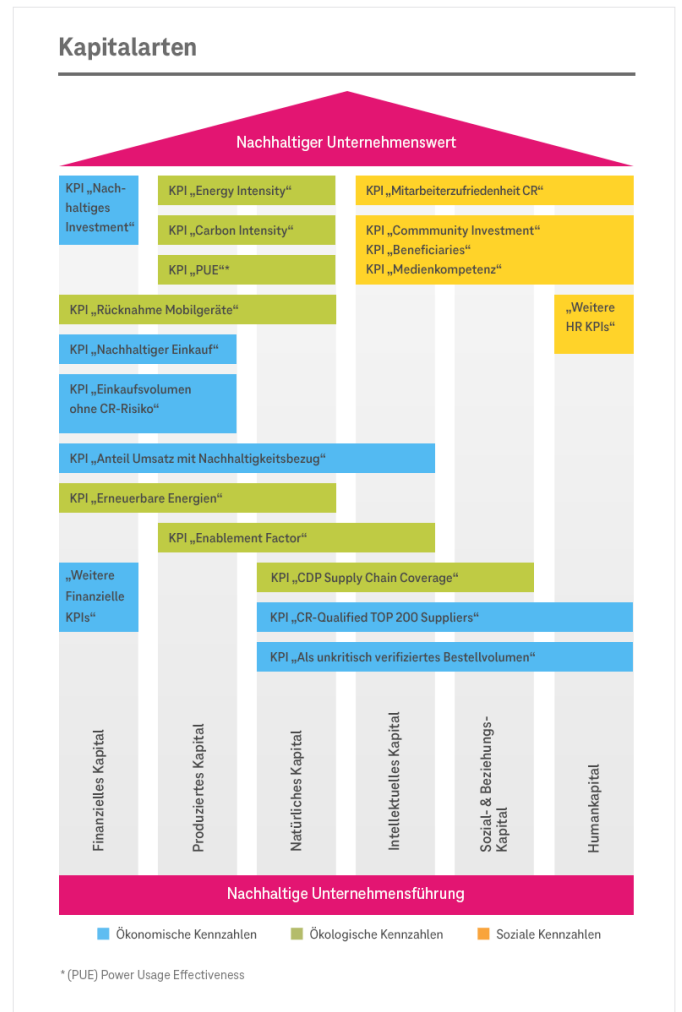 Kapitalarten
Nachhaltiger Unternehmenswert
KPI „Nach-
haltiges
Investment“
KPI „Energy Intensity“
KPI „Mitarbeiterzufriedenheit CR“
KPI „Carbon Intensity“
KPI „Commmunity Investment“
KPI „Beneficiaries“
KPI „Medienkompetenz“
KPI „PUE“*
KPI „Rücknahme Mobilgeräte“
„Weitere
HR KPIs“
KPI „Nachhaltiger Einkauf“
KPI „Einkaufsvolumen
ohne CR-Risiko“
KPI „Anteil Umsatz mit Nachhaltigkeitsbezug“
KPI „Erneuerbare Energien“
KPI „Enablement Factor“
„Weitere
Finanzielle
KPIs“
KPI „CDP Supply Chain Coverage“
KPI „CR-Qualified TOP 200 Suppliers“
KPI „Als unkritisch verifiziertes Bestellvolumen“
Finanzielles Kapital
Produziertes Kapital
Natürliches Kapital
Intellektuelles Kapital
Sozial- & Beziehungs-
Kapital
Humankapital
Nachhaltige Unternehmensführung
Ökonomische Kennzahlen
Ökologische Kennzahlen
Soziale Kennzahlen
* (PUE) Power Usage Effectiveness